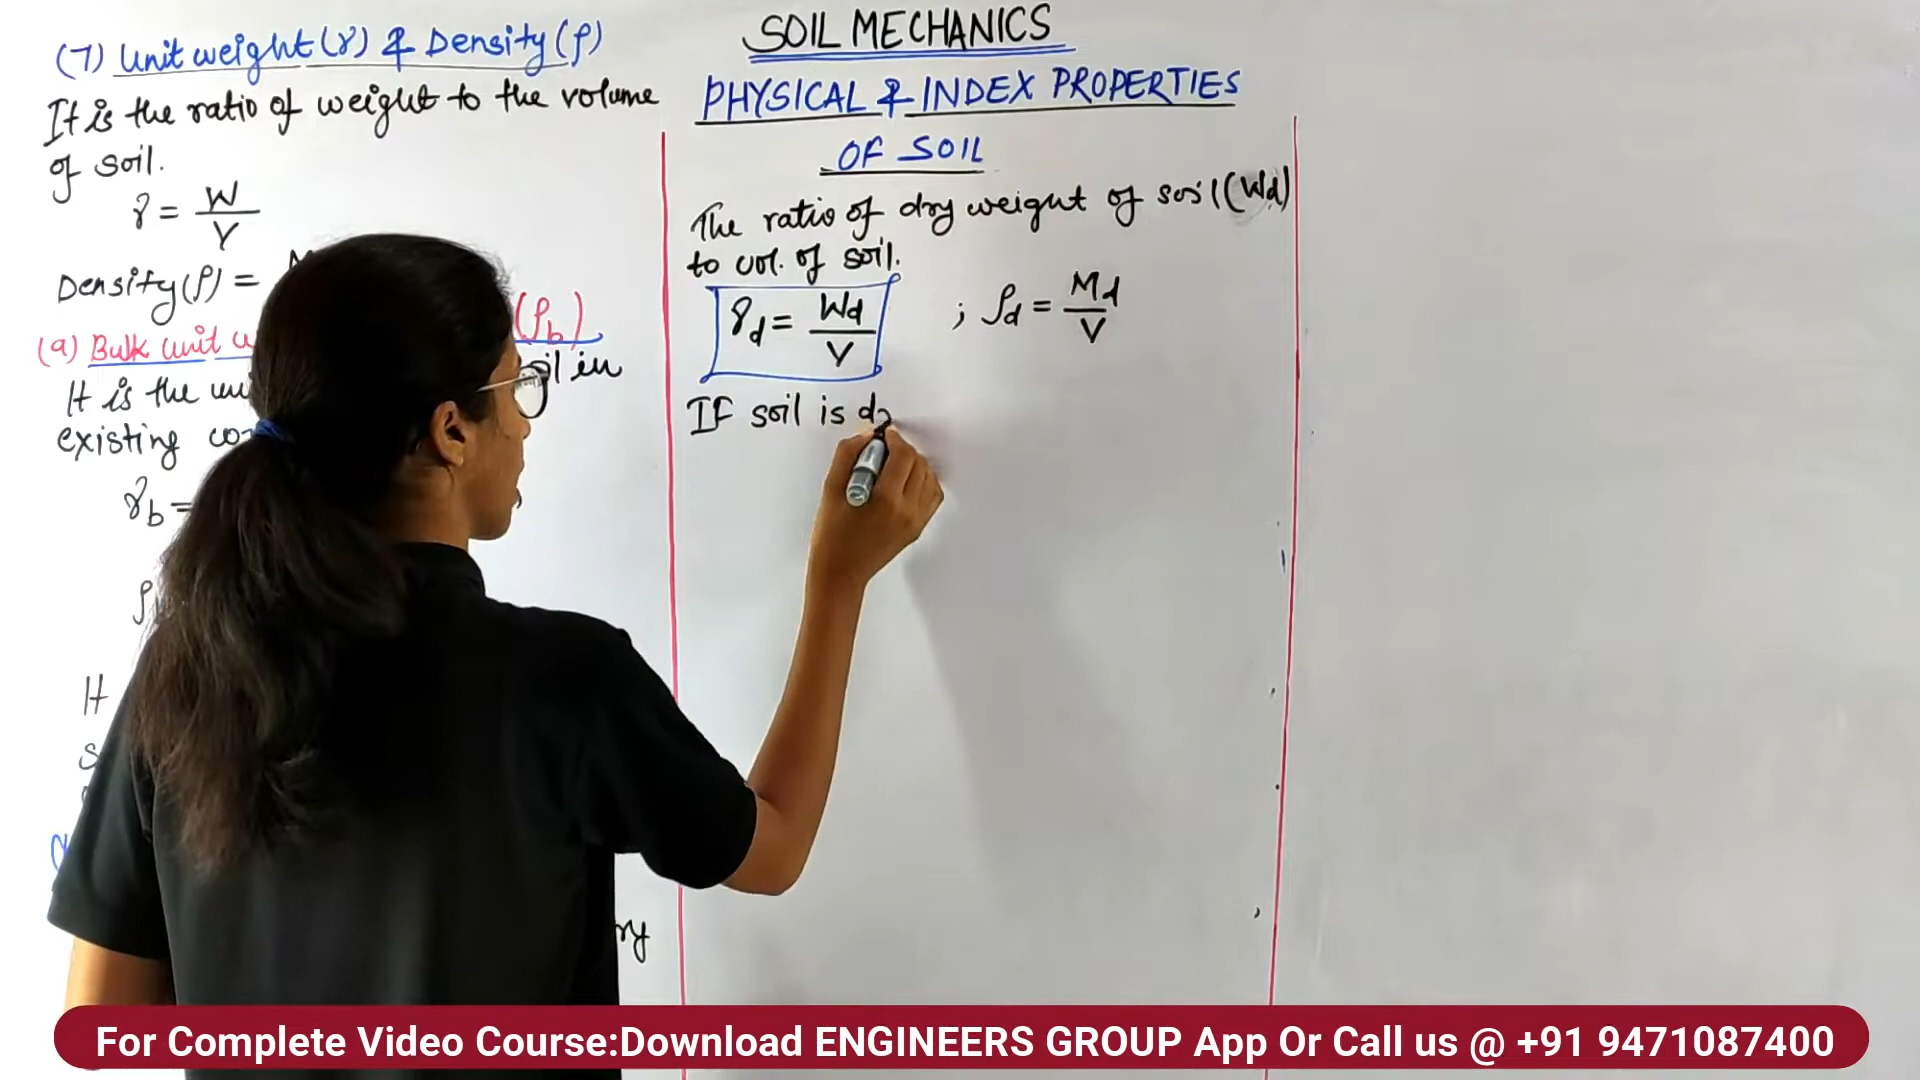 (7) Unit weight (γ) & Density (ρ)
It is the ratio of weight to the volume
of soil.
γ = W
V
Density (ρ) =
(a) Bulk unit
(ρb)
It is the
soil in
existing
γb =
SOIL MECHANICS
PHYSICAL & INDEX PROPERTIES
OF SOIL
The ratio of dry weight of soil (Wd)
to vol. of soil.
γd = Wd / V ; ρd = Md / V
If soil is
For Complete Video Course:Download ENGINEERS GROUP App Or Call us @ +91 9471087400